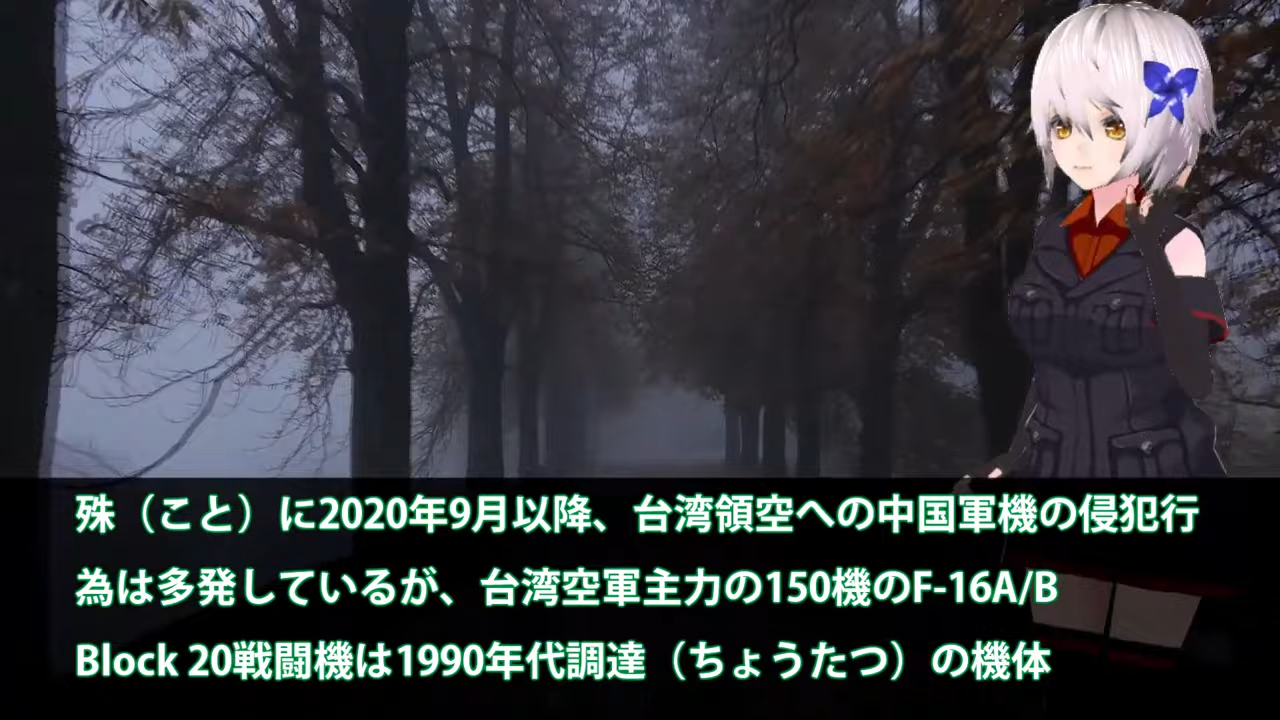 殊（こと）に2020年9月以降、台湾領空への中国軍機の侵犯行
為は多発しているが、台湾空軍主力の150機のF-16A/B
Block 20戦闘機は1990年代調達（ちょうたつ）の機体